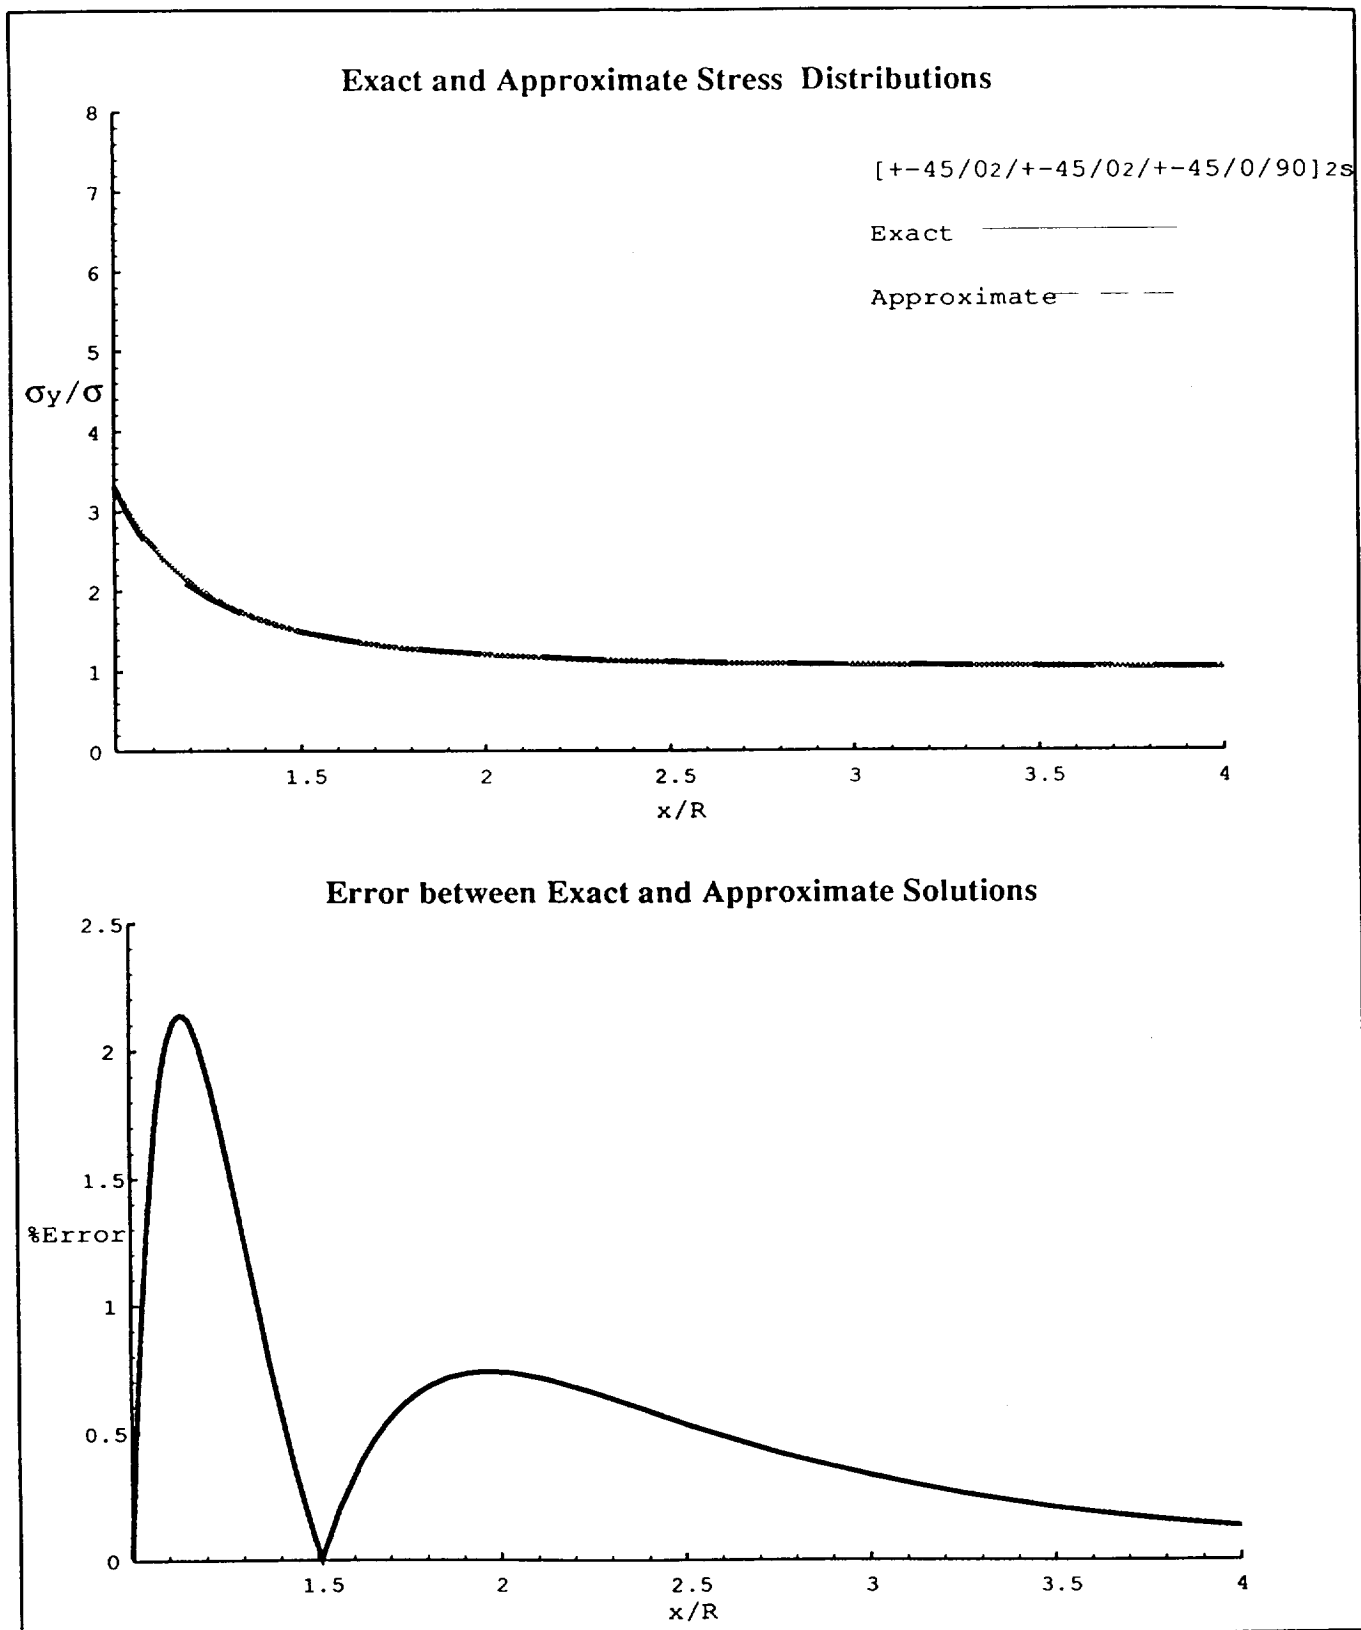 Exact and Approximate Stress Distributions
8
[+-45/02/+-45/02/+-45/0/90]2s
7
Exact
6
Approximate
5
σy/σ
4
3
2
1
0
1.5 2 2.5 3 3.5 4
x/R
Error between Exact and Approximate Solutions
2.5
2
1.5
%Error
1
0.5
0
1.5 2 2.5 3 3.5 4
x/R